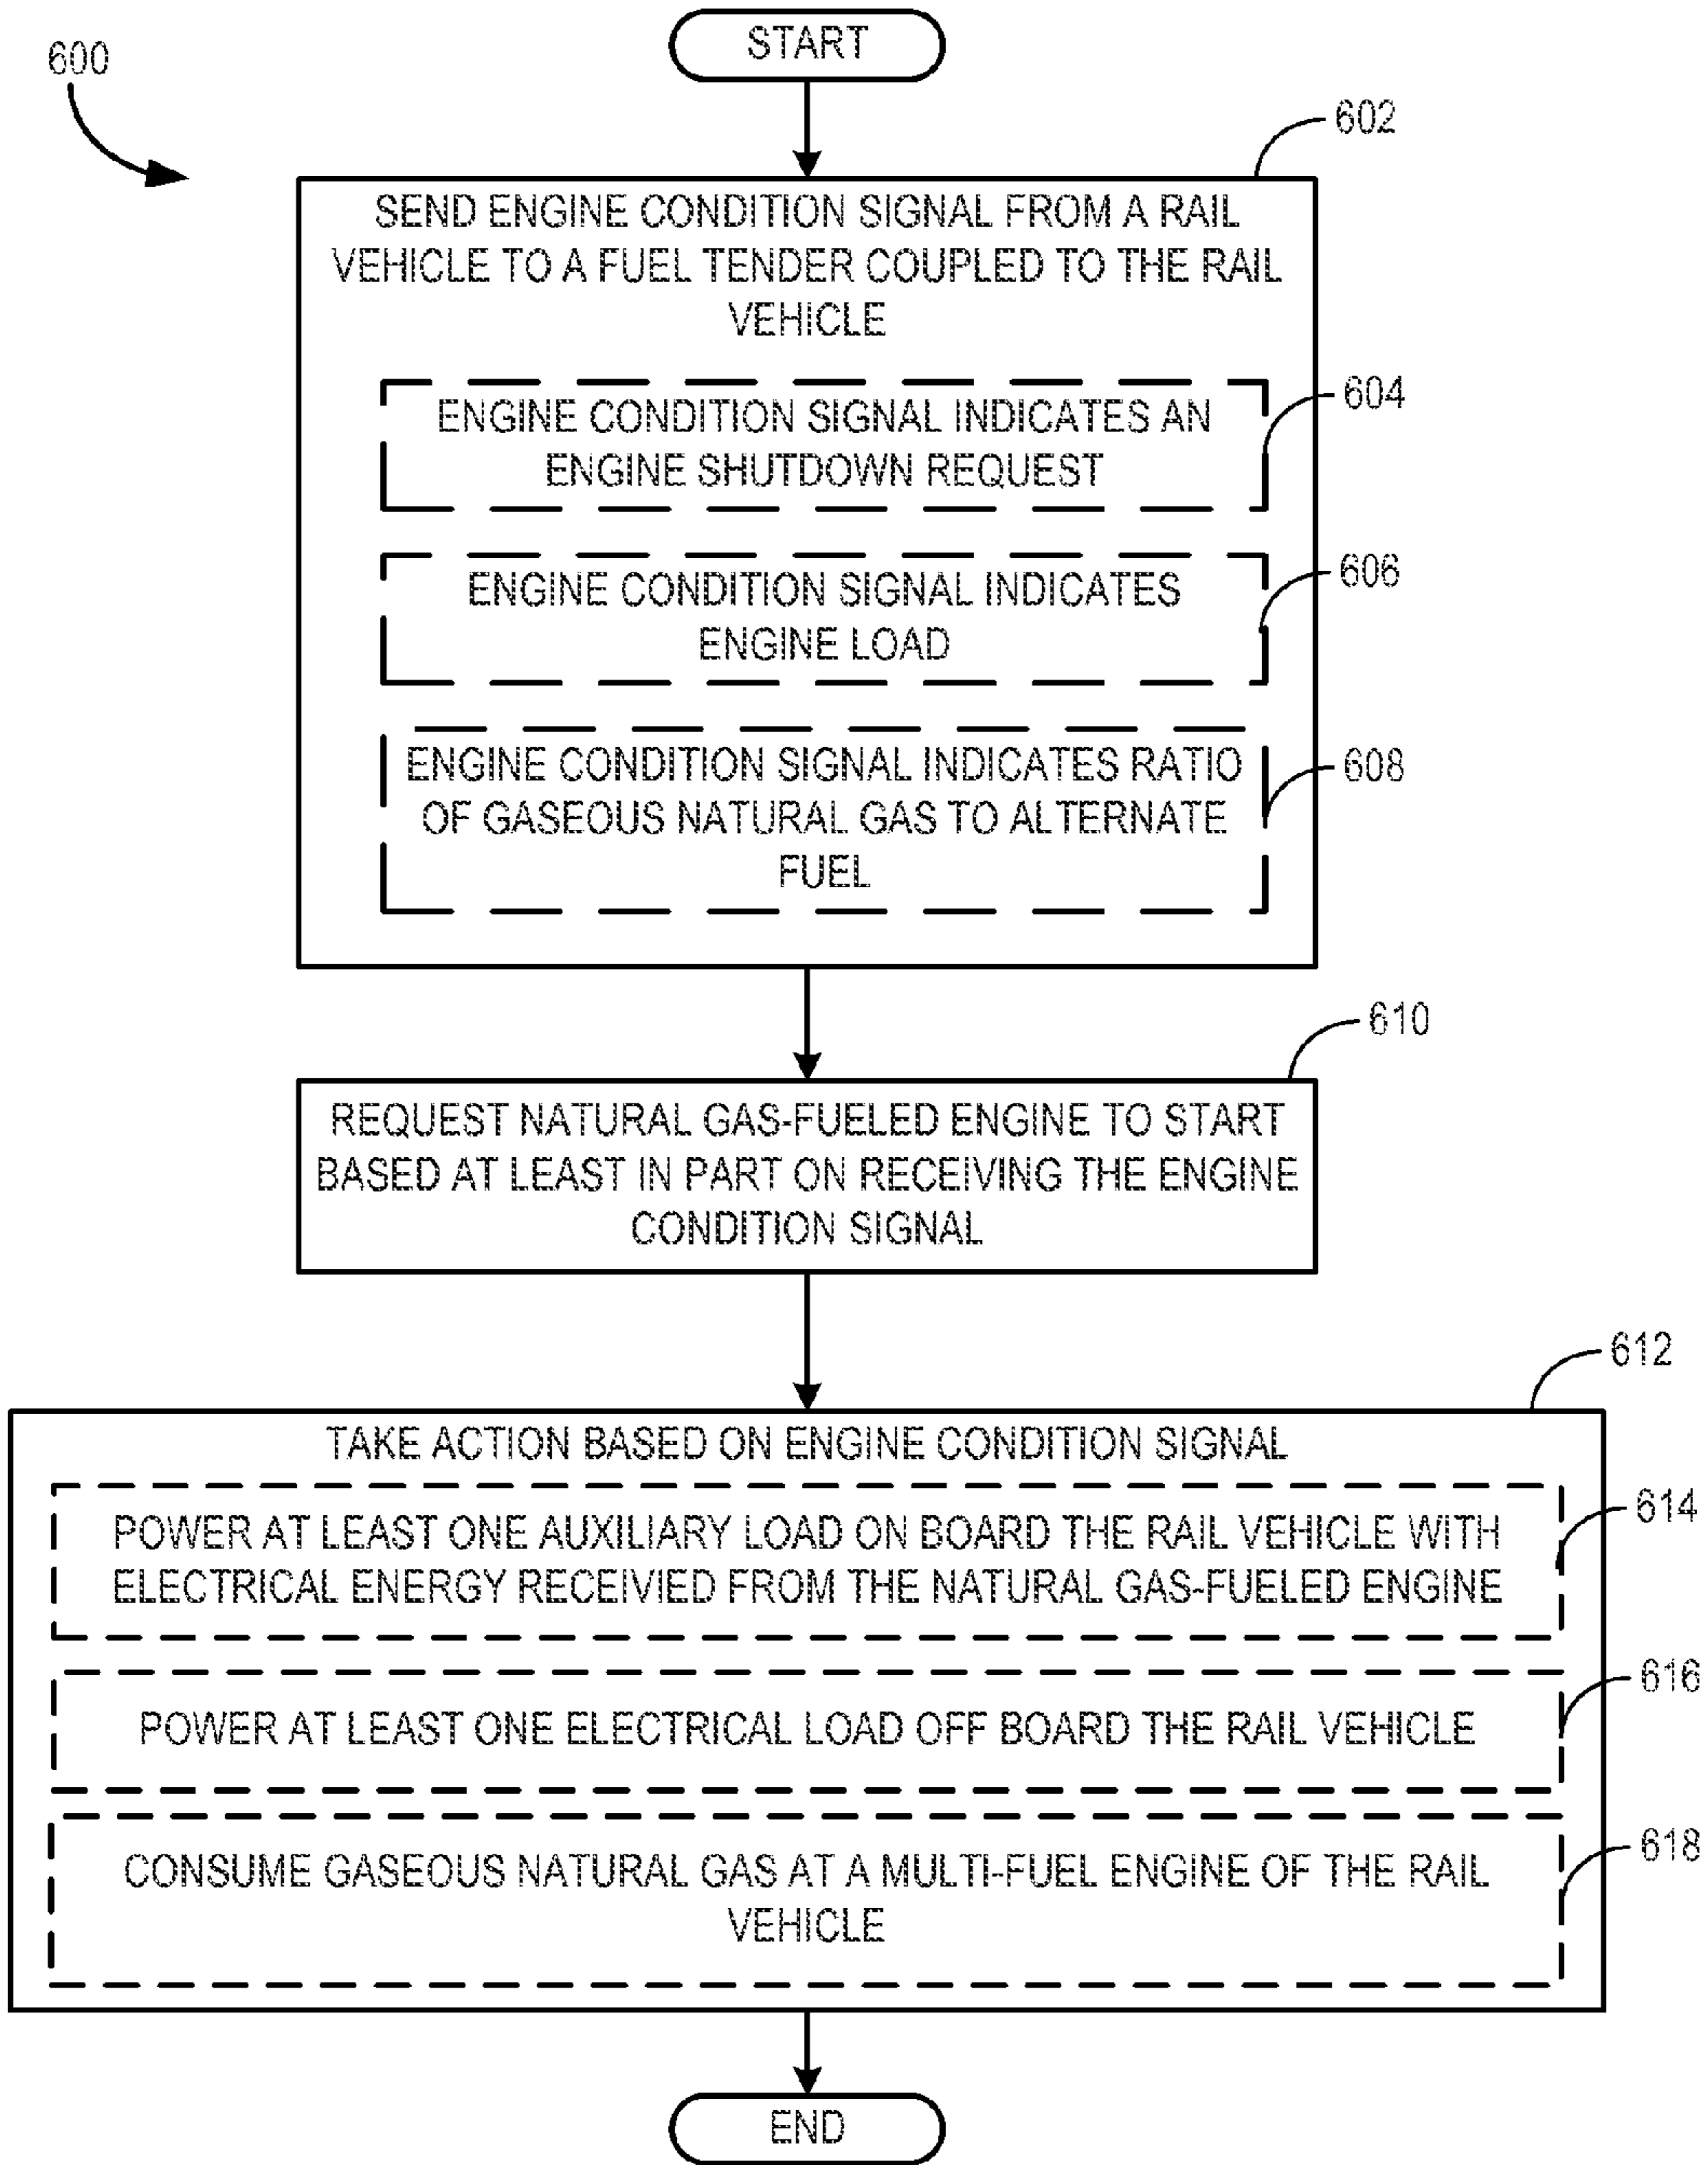 START
600
602
SEND ENGINE CONDITION SIGNAL FROM A RAIL
VEHICLE TO A FUEL TENDER COUPLED TO THE RAIL
VEHICLE
604
ENGINE CONDITION SIGNAL INDICATES AN
ENGINE SHUTDOWN REQUEST
606
ENGINE CONDITION SIGNAL INDICATES
ENGINE LOAD
608
ENGINE CONDITION SIGNAL INDICATES RATIO
OF GASEOUS NATURAL GAS TO ALTERNATE
FUEL
610
REQUEST NATURAL GAS-FUELED ENGINE TO START
BASED AT LEAST IN PART ON RECEIVING THE ENGINE
CONDITION SIGNAL
612
TAKE ACTION BASED ON ENGINE CONDITION SIGNAL
614
POWER AT LEAST ONE AUXILIARY LOAD ON BOARD THE RAIL VEHICLE WITH
ELECTRICAL ENERGY RECEIVIED FROM THE NATURAL GAS-FUELED ENGINE
616
POWER AT LEAST ONE ELECTRICAL LOAD OFF BOARD THE RAIL VEHICLE
618
CONSUME GASEOUS NATURAL GAS AT A MULTI-FUEL ENGINE OF THE RAIL
VEHICLE
END